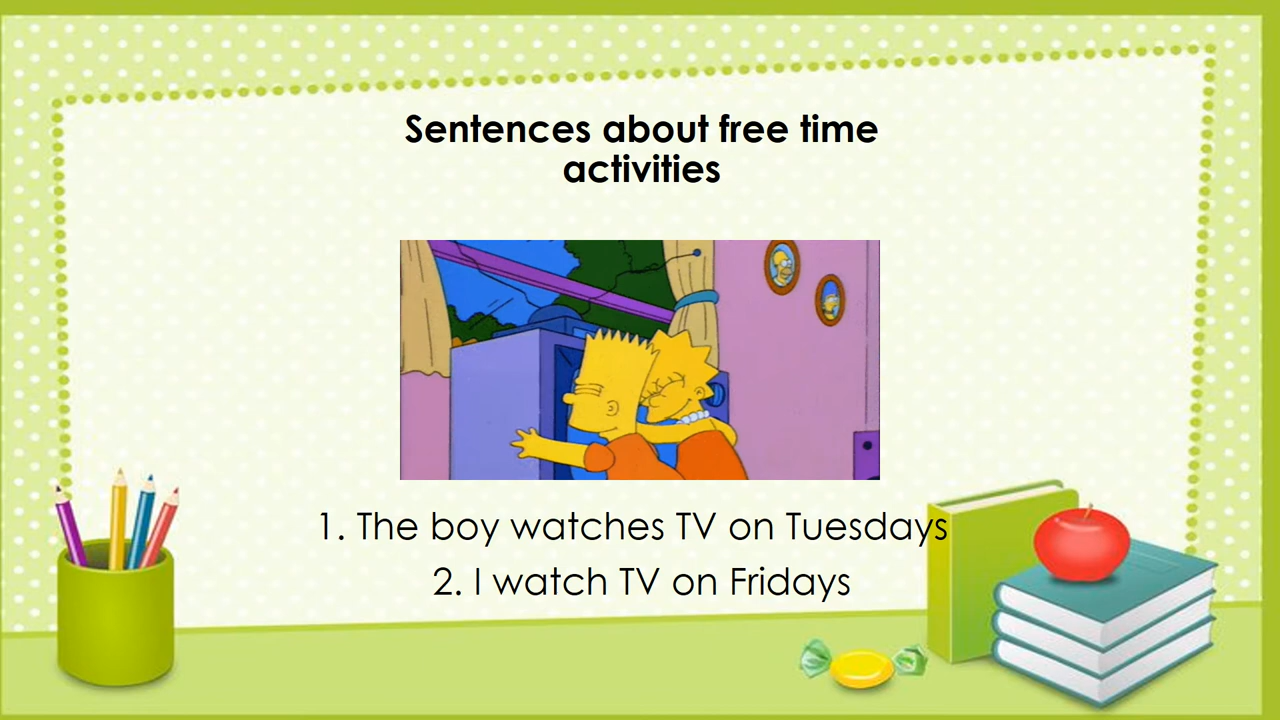 Sentences about free time
activities
1. The boy watches TV on Tuesdays
2. I watch TV on Fridays